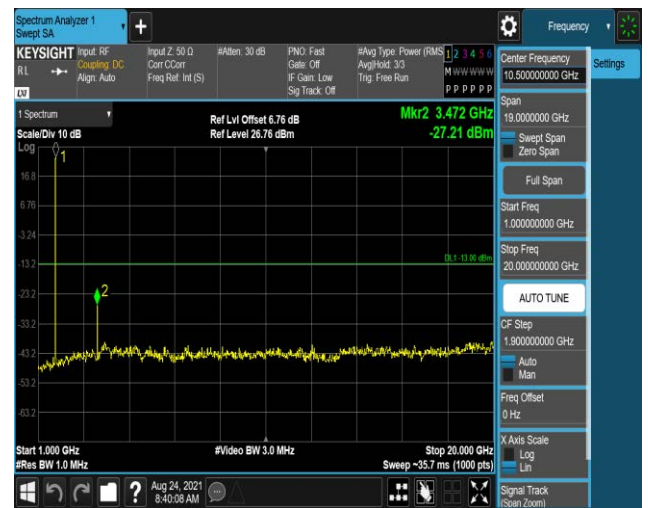 Spectrum Analyzer 1
Swept SA
+
Frequency
KEYSIGHT
RL
LXI
Input: RF
Coupling: DC
Align: Auto
Input Z: 50 Ω
Corr CCorr
Freq Ref: Int (S)
#Atten: 30 dB
PNO: Fast
Gate: Off
IF Gain: Low
Sig Track: Off
#Avg Type: Power (RMS
Avg|Hold: 3/3
Trig: Free Run
1 2 3 4 5 6
M W W W W W
P P P P P P
1 Spectrum
Scale/Div 10 dB
Ref Lvl Offset 6.76 dB
Ref Level 26.76 dBm
Mkr2 3.472 GHz
-27.21 dBm
Log
1
16.8
6.76
-3.24
-13.2
DL1 -13.00 dBm
-23.2
2
-33.2
-43.2
-53.2
-63.2
Start 1.000 GHz
#Res BW 1.0 MHz
#Video BW 3.0 MHz
Stop 20.000 GHz
Sweep ~35.7 ms (1000 pts)
?
Aug 24, 2021
8:40:08 AM
Center Frequency
10.500000000 GHz
Settings
Span
19.0000000 GHz
Swept Span
Zero Span
Full Span
Start Freq
1.000000000 GHz
Stop Freq
20.000000000 GHz
AUTO TUNE
CF Step
1.900000000 GHz
Auto
Man
Freq Offset
0 Hz
X Axis Scale
Log
Lin
Signal Track
(Span Zoom)